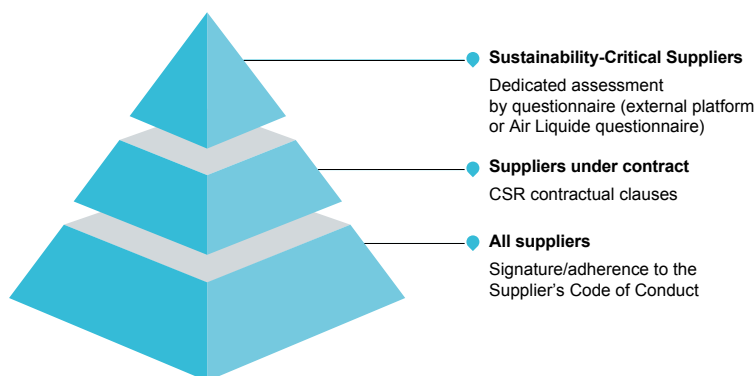 Sustainability-Critical Suppliers
Dedicated assessment
by questionnaire (external platform
or Air Liquide questionnaire)
Suppliers under contract
CSR contractual clauses
All suppliers
Signature/adherence to the
Supplier's Code of Conduct